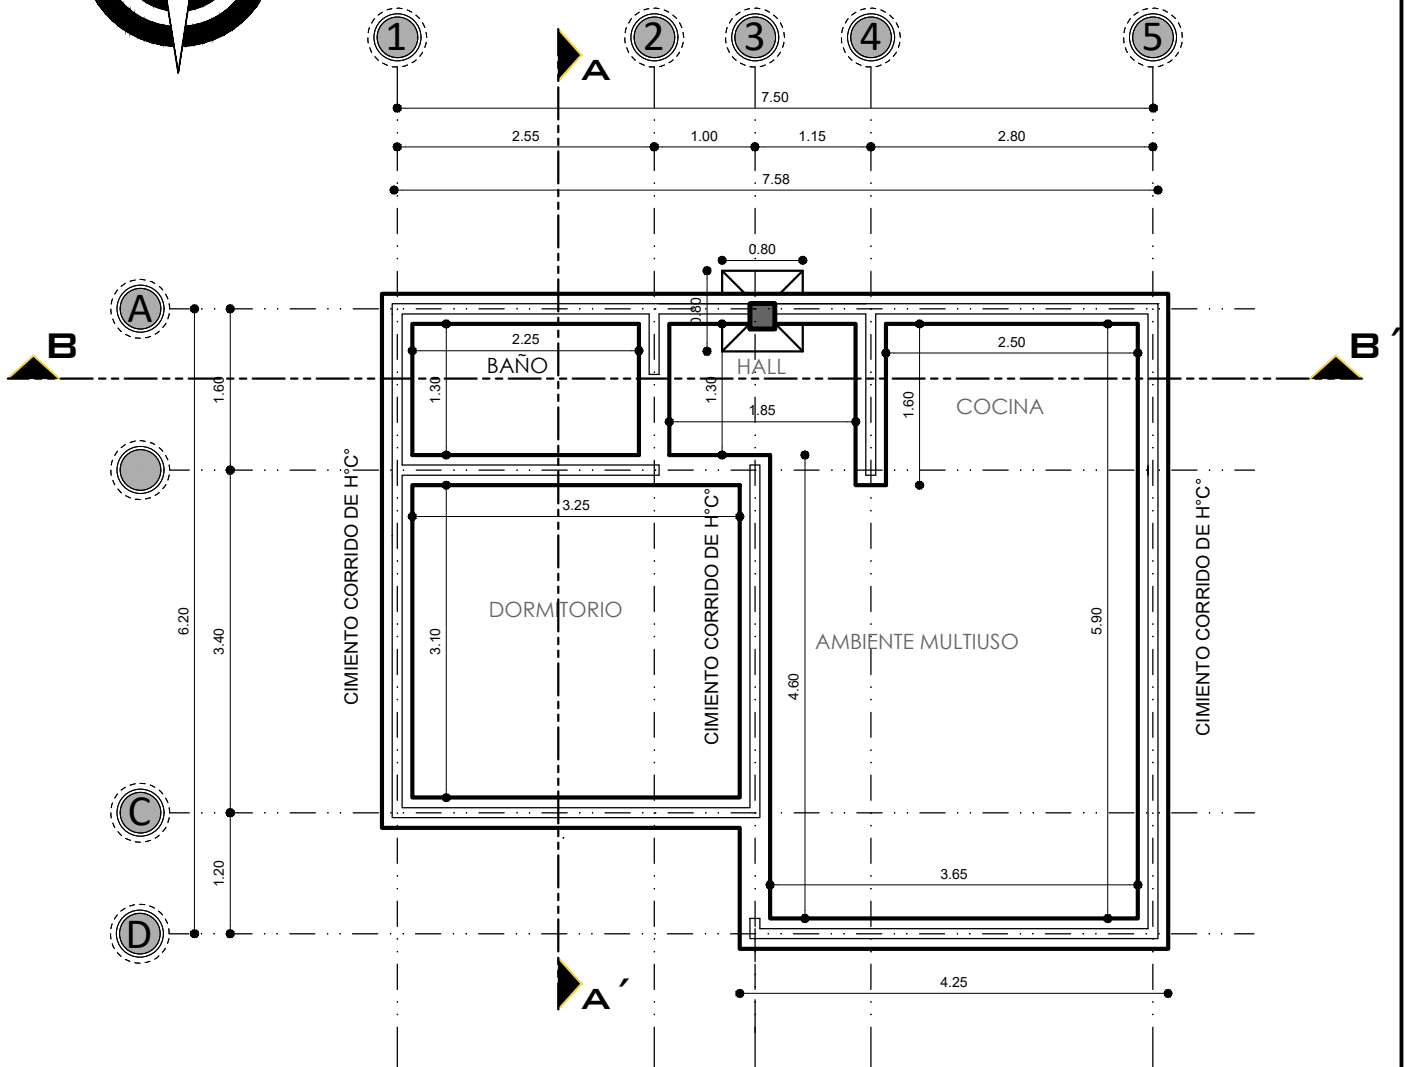 1 2 3 4 5
A
7.50
2.55 1.00 1.15 2.80
7.58
0.80
0.80
A
B
B´
2.25
BAÑO
HALL
2.50
1.60
1.30
1.30
1.85
1.60
COCINA
CIMIENTO CORRIDO DE H°C°
CIMIENTO CORRIDO DE H°C°
CIMIENTO CORRIDO DE H°C°
3.25
DORMITORIO
AMBIENTE MULTIUSO
6.20
3.40
3.10
4.60
5.90
C
1.20
3.65
D
A´
4.25